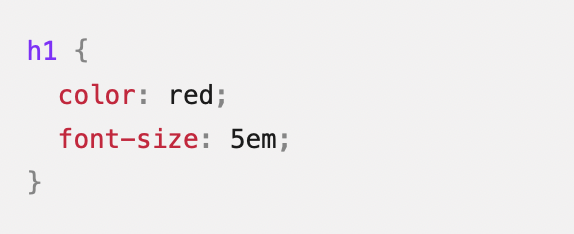 h1 {
  color: red;
  font-size: 5em;
}